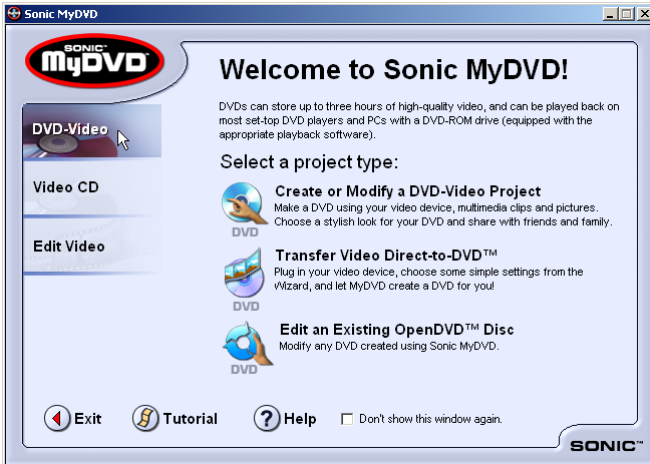 Sonic MyDVD
SONIC™
MyDVD
Welcome to Sonic MyDVD!
DVDs can store up to three hours of high-quality video, and can be played back on
most set-top DVD players and PCs with a DVD-ROM drive (equipped with the
appropriate playback software).
DVD-Video
Video CD
Edit Video
Select a project type:
Create or Modify a DVD-Video Project
Make a DVD using your video device, multimedia clips and pictures.
Choose a stylish look for your DVD and share with friends and family.
DVD
Transfer Video Direct-to-DVD™
Plug in your video device, choose some simple settings from the
Wizard, and let MyDVD create a DVD for you!
DVD
Edit an Existing OpenDVD™ Disc
Modify any DVD created using Sonic MyDVD.
DVD
Exit
Tutorial
? Help
Don't show this window again.
SONIC™